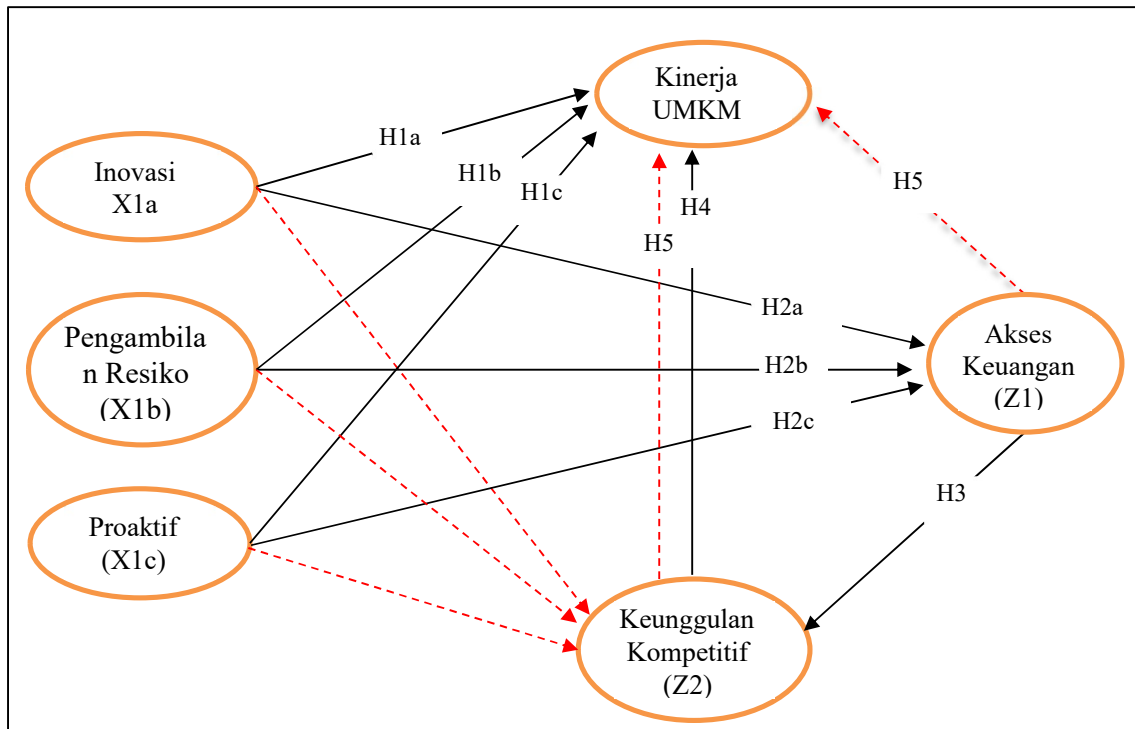 Kinerja
UMKM
H1a
Inovasi
X1a
H1b
H1c
H4
H5
H5
H2a
Pengambila
n Resiko
(X1b)
H2b
Akses
Keuangan
(Z1)
H2c
H3
Proaktif
(X1c)
Keunggulan
Kompetitif
(Z2)